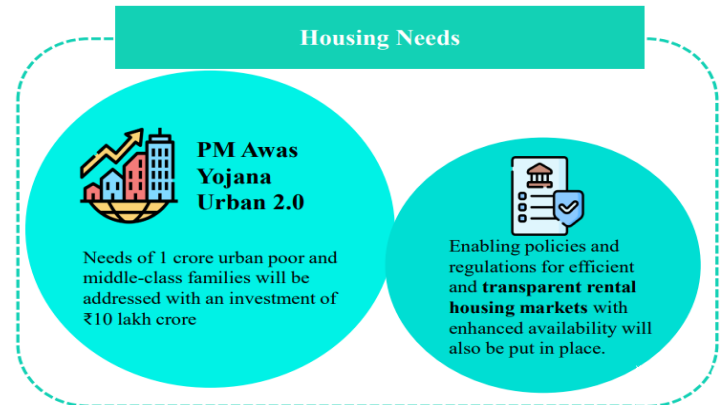 Housing Needs
PM Awas
Yojana
Urban 2.0
Needs of 1 crore urban poor and
middle-class families will be
addressed with an investment of
₹10 lakh crore
Enabling policies and
regulations for efficient
and transparent rental
housing markets with
enhanced availability will
also be put in place.